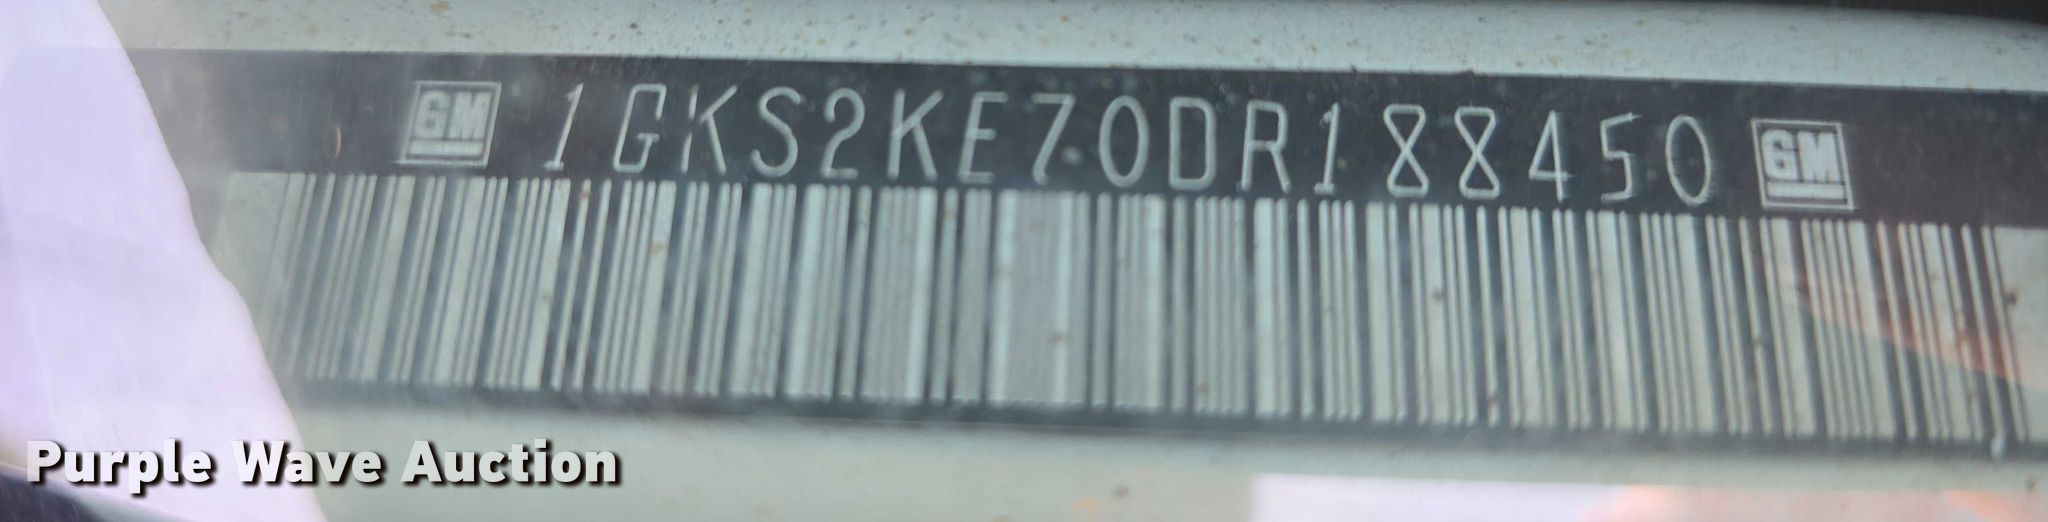 GM 1GKS2KE70DR188450 GM
Purple Wave Auction